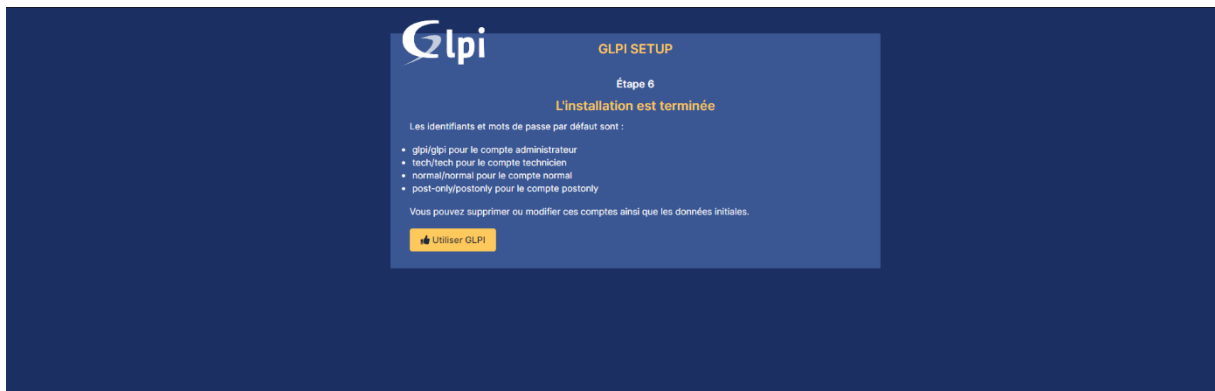 Glpi
GLPI SETUP
Étape 6
L'installation est terminée
Les identifiants et mots de passe par défaut sont :
• glpi/glpi pour le compte administrateur
• tech/tech pour le compte technicien
• normal/normal pour le compte normal
• post-only/postonly pour le compte postonly
Vous pouvez supprimer ou modifier ces comptes ainsi que les données initiales.
Utiliser GLPI